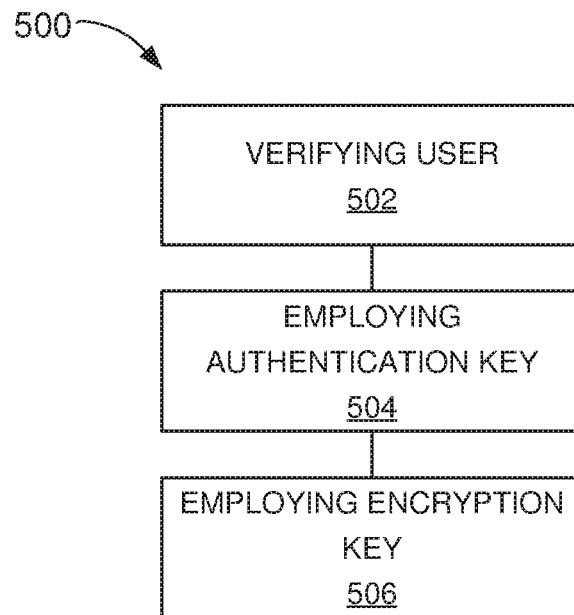 500
VERIFYING USER
502
EMPLOYING
AUTHENTICATION KEY
504
EMPLOYING ENCRYPTION
KEY
506